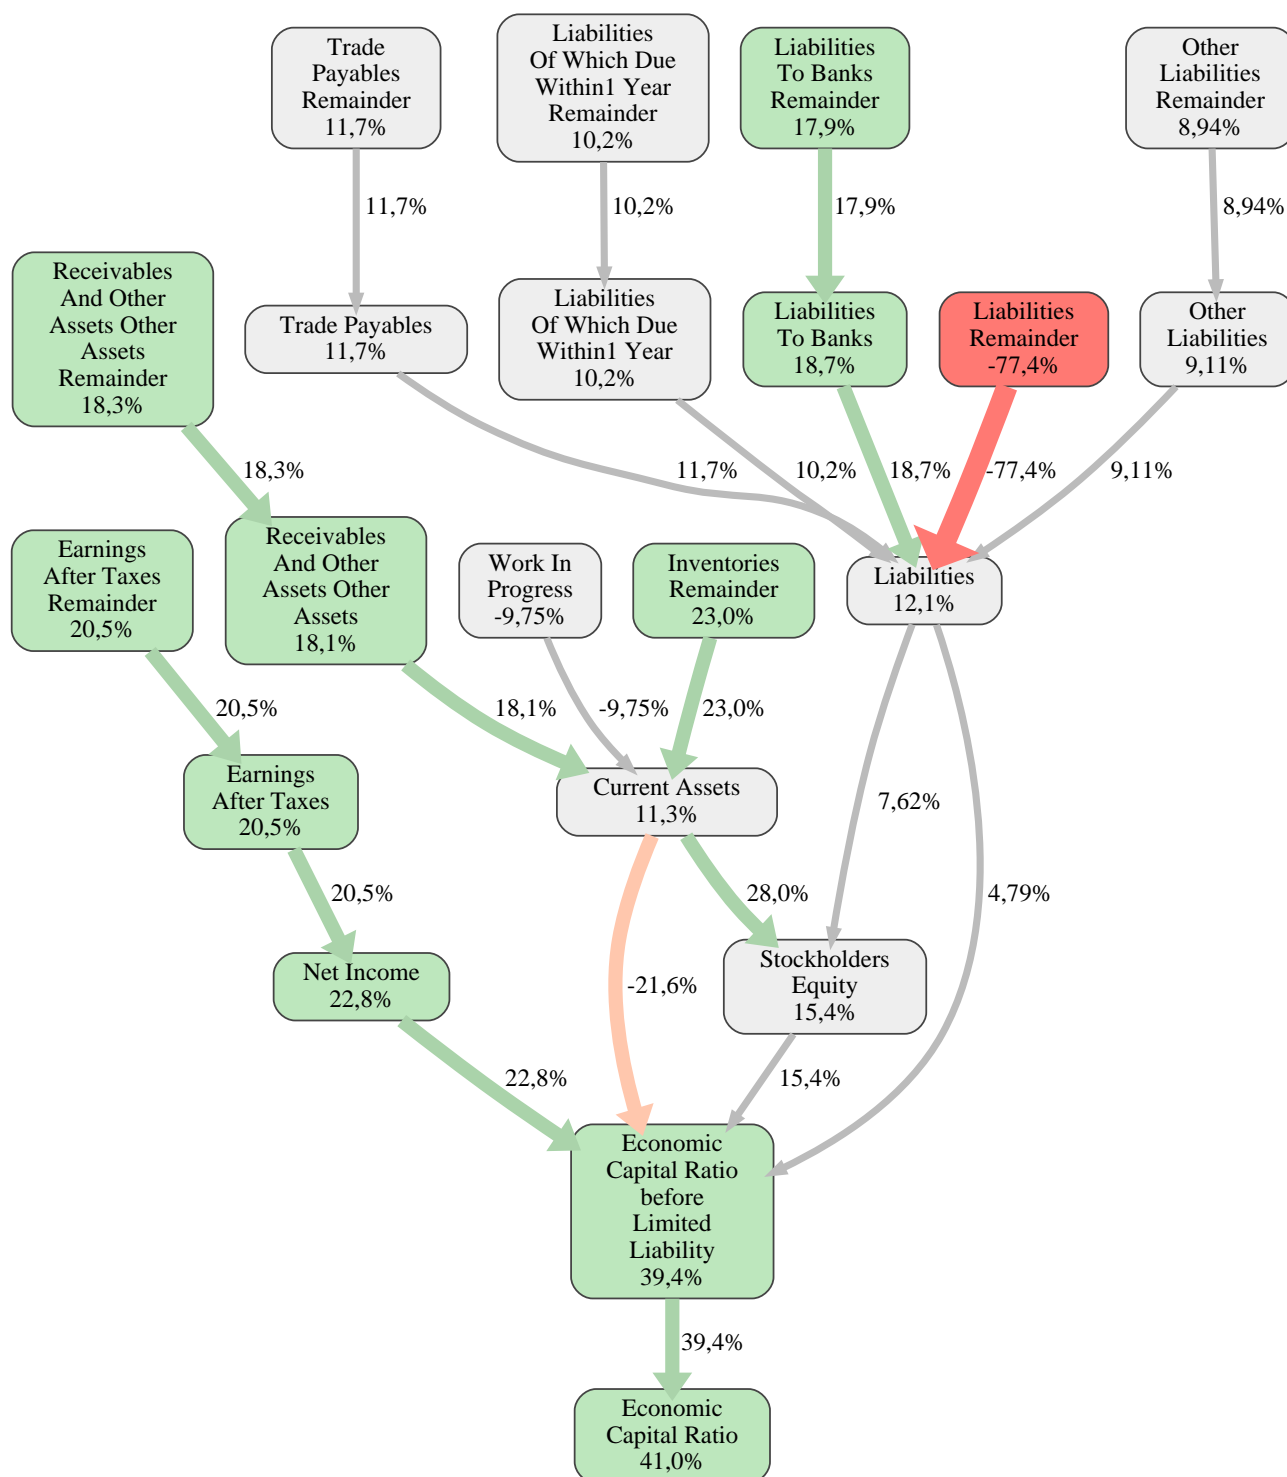 Trade
Payables
Remainder
11,7%
Liabilities
Of Which Due
Within1 Year
Remainder
10,2%
Liabilities
To Banks
Remainder
17,9%
Other
Liabilities
Remainder
8,94%
11,7%
10,2%
17,9%
8,94%
Receivables
And Other
Assets Other
Assets
Remainder
18,3%
Trade Payables
11,7%
Liabilities
Of Which Due
Within1 Year
10,2%
Liabilities
To Banks
18,7%
Liabilities
Remainder
-77,4%
Other
Liabilities
9,11%
18,3%
11,7%
10,2%
18,7%
-77,4%
9,11%
Earnings
After Taxes
Remainder
20,5%
Receivables
And Other
Assets Other
Assets
18,1%
Work In
Progress
-9,75%
Inventories
Remainder
23,0%
Liabilities
12,1%
20,5%
18,1%
-9,75%
23,0%
Earnings
After Taxes
20,5%
Current Assets
11,3%
7,62%
20,5%
28,0%
4,79%
Net Income
22,8%
-21,6%
Stockholders
Equity
15,4%
22,8%
15,4%
Economic
Capital Ratio
before
Limited
Liability
39,4%
39,4%
Economic
Capital Ratio
41,0%